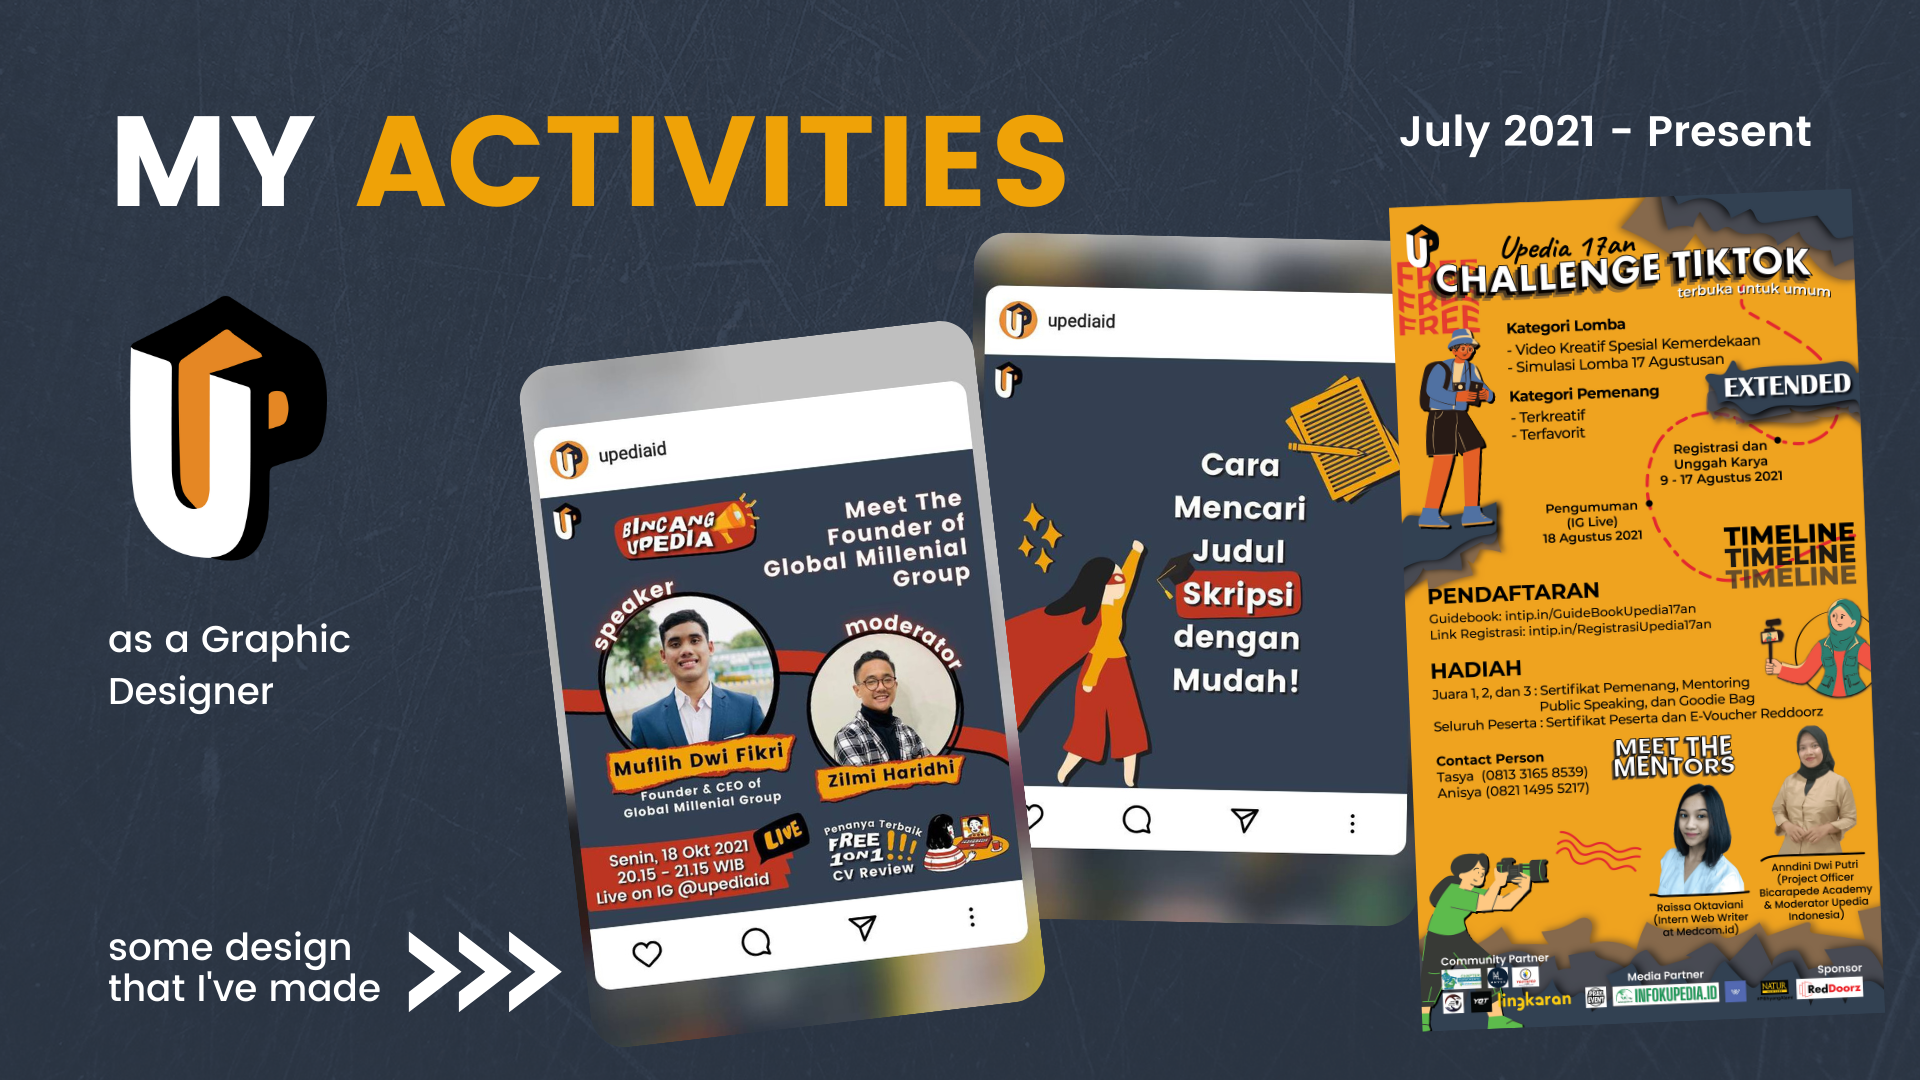 MY ACTIVITIES
July 2021 - Present
UP
as a Graphic
Designer
some design
that I've made
upediaid
UP
BINCANG
UPEDIA
Meet The
Founder of
Global Millenial
Group
speaker
moderator
Muflih Dwi Fikri
Founder & CEO of
Global Millenial Group
Zilmi Haridhi
Senin, 18 Okt 2021
20.15 - 21.15 WIB
Live on IG @upediaid
LIVE
Penanya Terbaik
FREE
1ON1
!!!
CV Review
upediaid
UP
Cara
Mencari
Judul
Skripsi
dengan
Mudah!
UP
Upedia 17an
CHALLENGE TIKTOK
terbuka untuk umum
FREE
FREE
FREE
Kategori Lomba
- Video Kreatif Spesial Kemerdekaan
- Simulasi Lomba 17 Agustusan
Kategori Pemenang
- Terkreatif
- Terfavorit
EXTENDED
Registrasi dan
Unggah Karya
9 - 17 Agustus 2021
Pengumuman
(IG Live)
18 Agustus 2021
TIMELINE
TIMELINE
TIMELINE
PENDAFTARAN
Guidebook: intip.in/GuideBookUpedia17an
Link Registrasi: intip.in/RegistrasiUpedia17an
HADIAH
Juara 1, 2, dan 3 : Sertifikat Pemenang, Mentoring
Public Speaking, dan Goodie Bag
Seluruh Peserta : Sertifikat Peserta dan E-Voucher Reddoorz
Contact Person
Tasya (0813 3165 8539)
Anisya (0821 1495 5217)
MEET THE
MENTORS
Raissa Oktaviani
(Intern Web Writer
at Medcom.id)
Anndini Dwi Putri
(Project Officer
Bicarapede Academy
& Moderator Upedia
Indonesia)
Community Partner
lingkaran
Media Partner
INFOKUPEDIA.ID
Sponsor
NATUR
RedDoorz